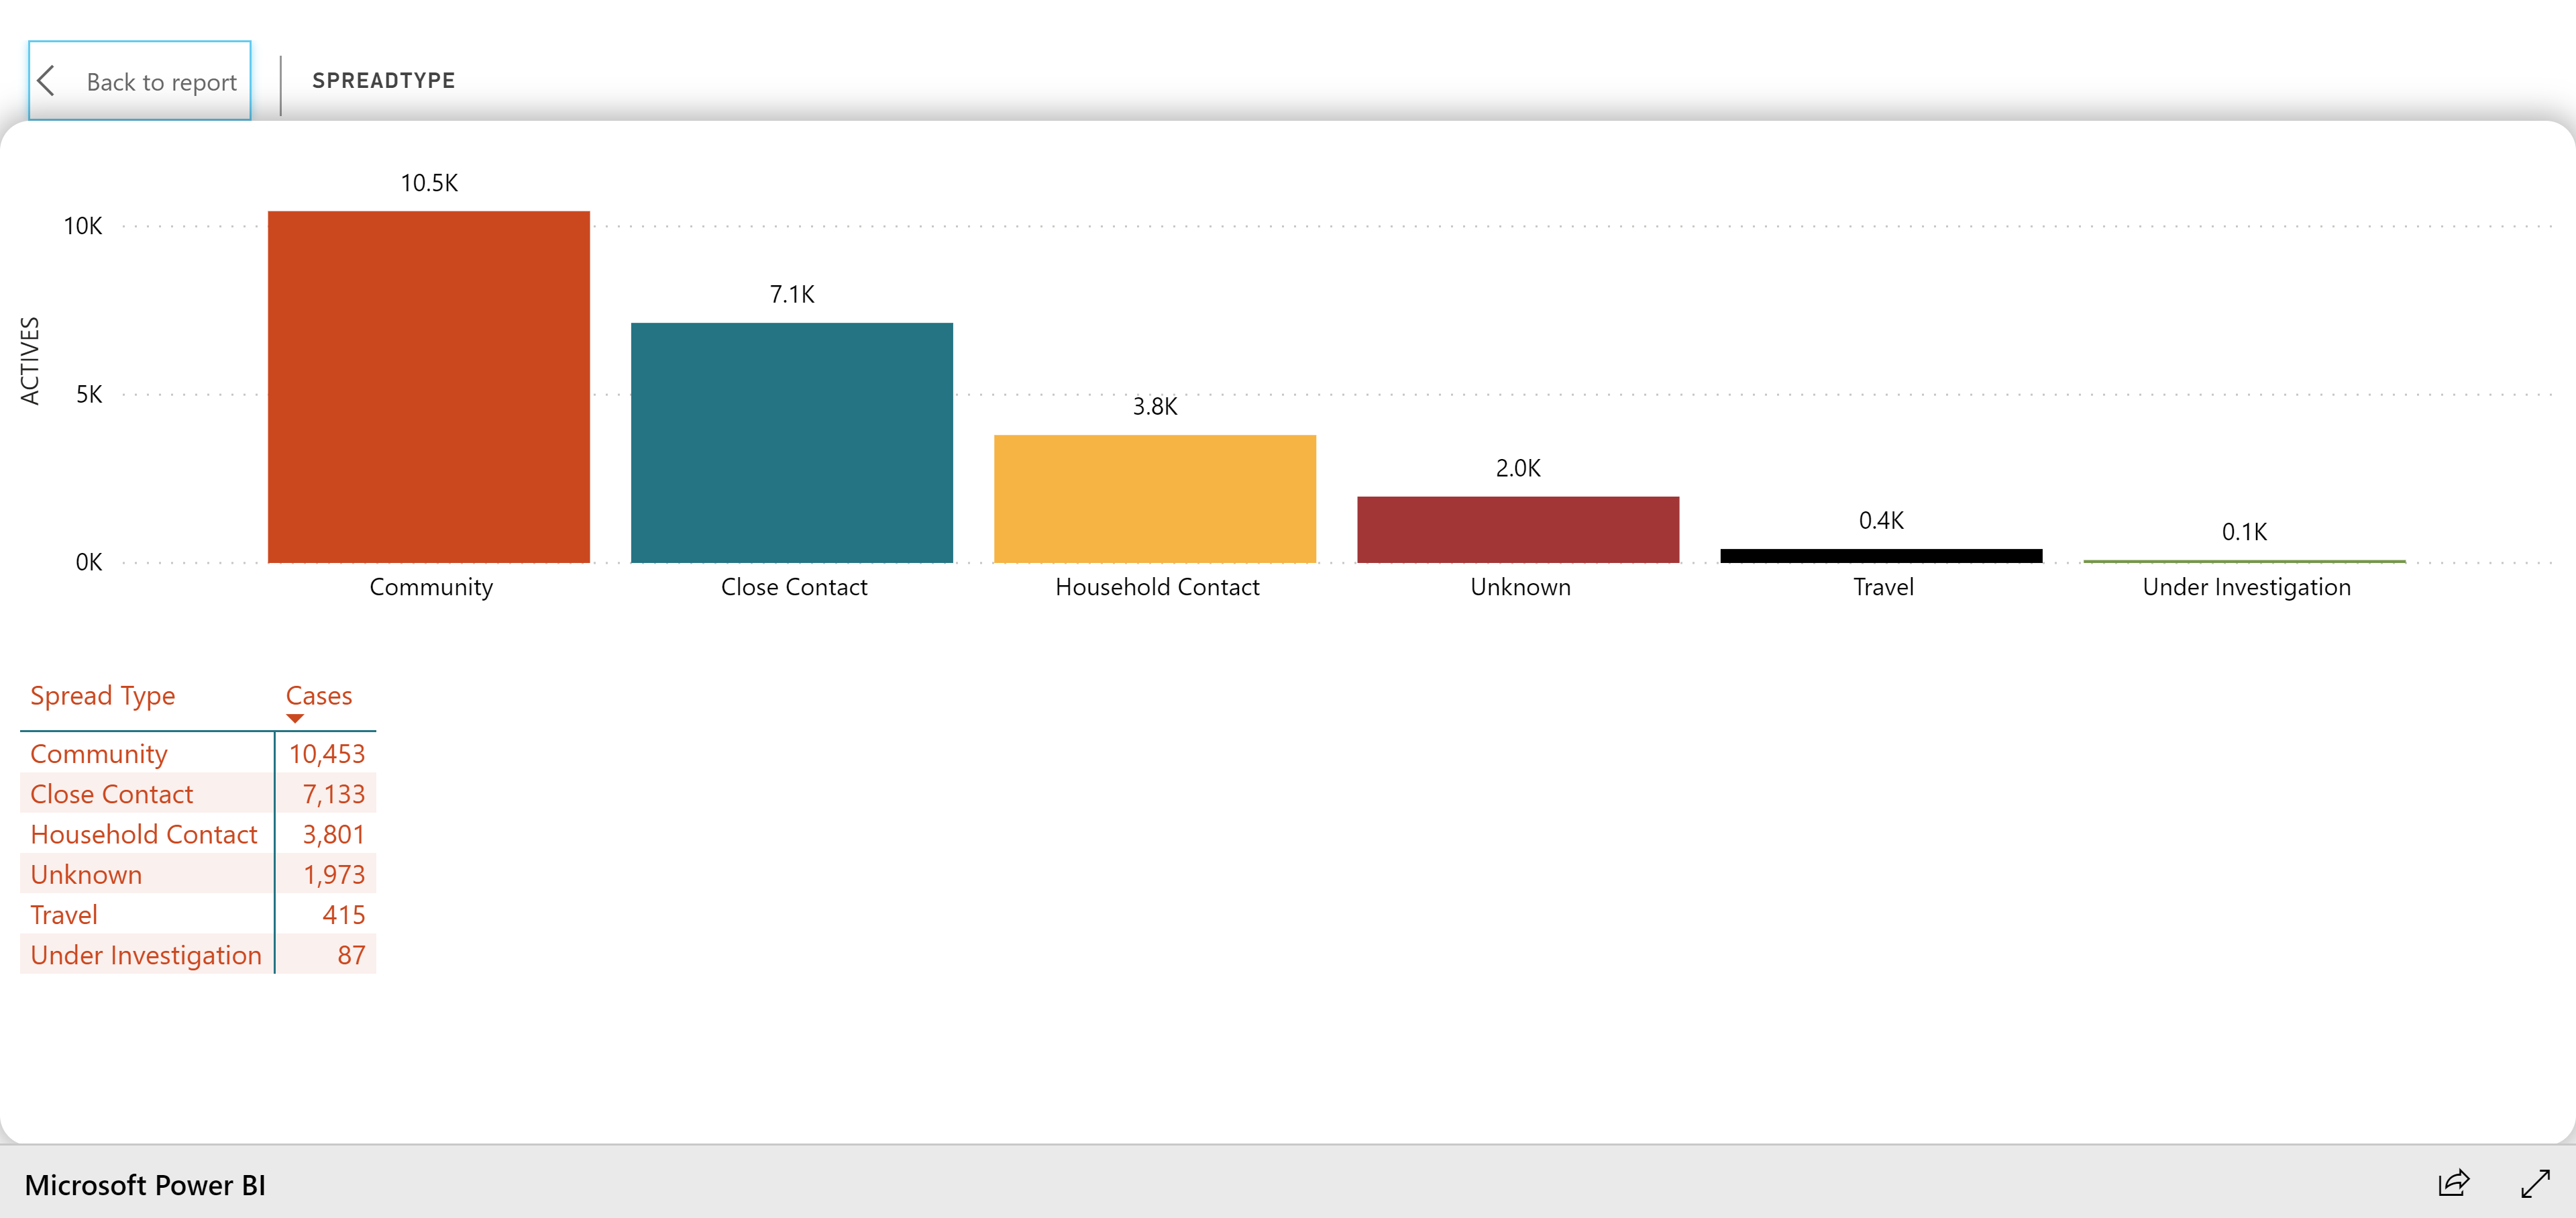 Back to report
SPREADTYPE
10.5K
10K
7.1K
ACTIVES
5K
3.8K
2.0K
0.4K
0.1K
0K
Community Close Contact Household Contact Unknown Travel Under Investigation
Spread Type Cases
Community 10,453
Close Contact 7,133
Household Contact 3,801
Unknown 1,973
Travel 415
Under Investigation 87
Microsoft Power BI